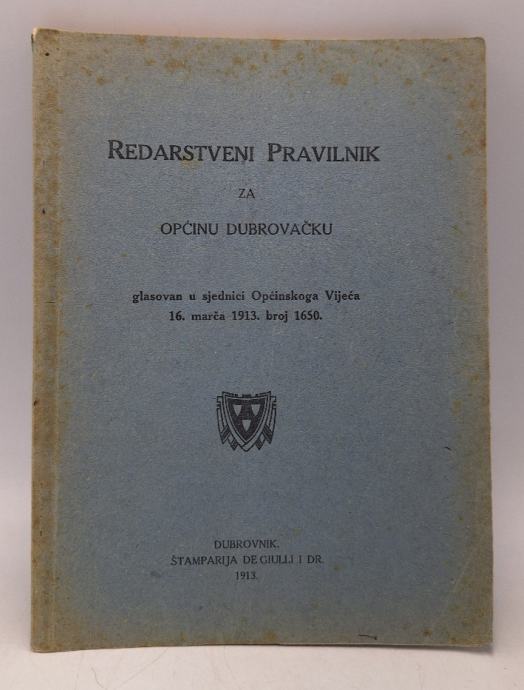 REDARSTVENI PRAVILNIK
ZA
OPĆINU DUBROVAČKU
glasovan u sjednici Općinskoga Vijeća
16. marča 1913. broj 1650.
DUBROVNIK.
ŠTAMPARIJA DE GIULLI I DR.
1913.